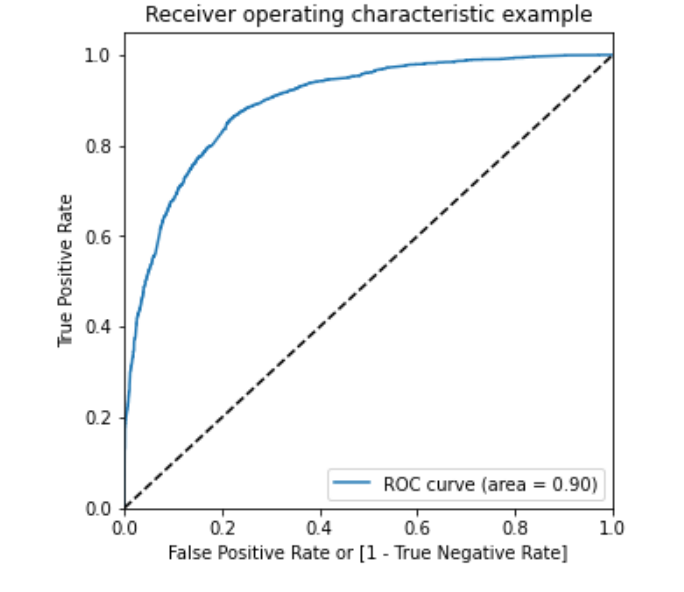 Receiver operating characteristic example
1.0
0.8
0.6
0.4
0.2
0.0
True Positive Rate
ROC curve (area = 0.90)
0.0 0.2 0.4 0.6 0.8 1.0
False Positive Rate or [1 - True Negative Rate]